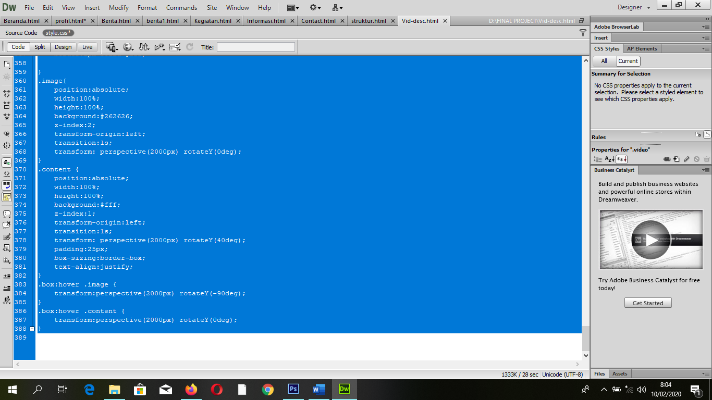 Dw File Edit View Insert Modify Format Commands Site Window Help Designer
Beranda.html profil.html* Berita.html berita1.html Kegiatan.html Informasi.html Contact.html struktur.html Vid-desc.html
Source Code style.css*
Code Split Design Live Title:
358
359 }
360 .image{
361 position:absolute;
362 width:100%;
363 height:100%;
364 background:#262626;
365 z-index:2;
366 transform-origin:left;
367 transition:1s;
368 transform: perspective(2000px) rotateY(0deg);
369 }
370 .content {
371 position:absolute;
372 width:100%;
373 height:100%;
374 background:#fff;
375 z-index:1;
376 transform-origin:left;
377 transition:1s;
378 transform: perspective(2000px) rotateY(40deg);
379 padding:25px;
380 box-sizing:border-box;
381 text-align:justify;
382 }
383 .box:hover .image {
384 transform:perspective(2000px) rotateY(-90deg);
385 }
386 .box:hover .content {
387 transform:perspective(2000px) rotateY(0deg);
388 }
389
1333K / 28 sec Unicode (UTF-8)
Adobe BrowserLab
Insert
CSS Styles AP Elements
All Current
Summary for Selection
No CSS properties apply to the current
selection. Please select a styled element to
see which CSS properties apply.
Rules
Properties for ".video"
Business Catalyst
Build and publish business websites
and powerful online stores within
Dreamweaver.
Try Adobe Business Catalyst for free
today!
Get Started
Files Assets
Ps Dw
8:04
10/02/2020